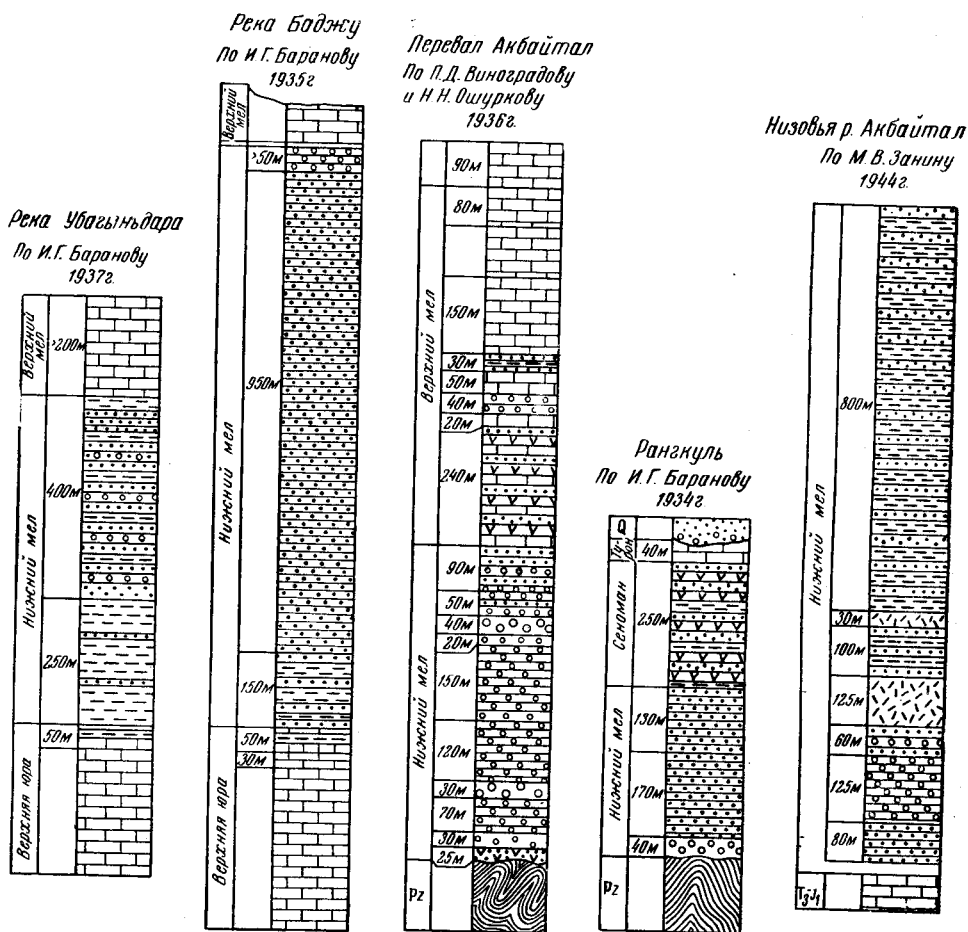 Река Убагыньдара
По И.Г. Баранову
1937г.
Верхний мел
>200м
Нижний мел
400м
250м
Верхняя юра
50м
Река Баджу
По И.Г. Баранову
1935г
Верхний мел
>50м
Нижний мел
950м
150м
Верхняя юра
50м
30м
Перевал Акбайтал
По П.Д. Виноградову
и Н.Н. Ошуркову
1936г.
Верхний мел
90м
80м
150м
30м
50м
40м
20м
240м
Нижний мел
90м
50м
40м
20м
150м
120м
30м
70м
30м
25м
Pz
Рангкуль
По И.Г. Баранову
1934г
Q
Ту-
рон
40м
Сеноман
250м
Нижний мел
130м
170м
40м
Pz
Низовья р. Акбайтал
По М.В. Занину
1944г.
Нижний мел
800м
30м
100м
125м
60м
125м
80м
T₃-J₁